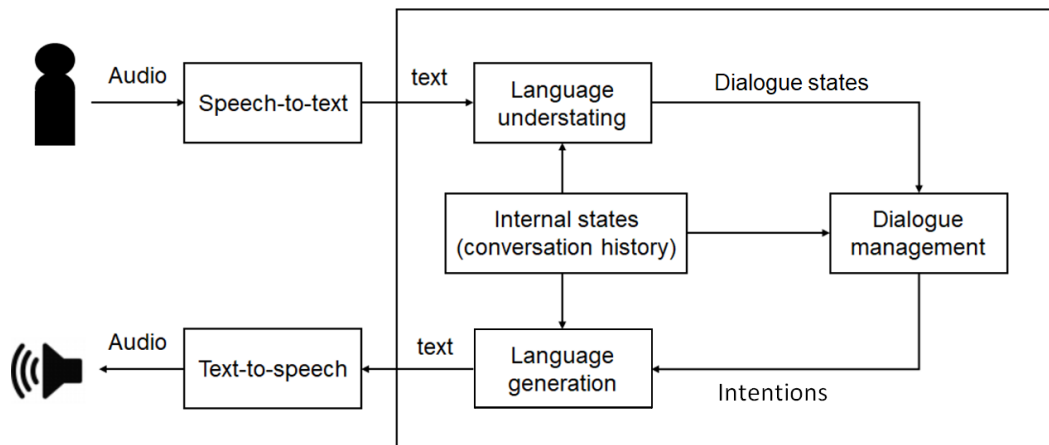 Audio
Speech-to-text
text
Language
understating
Dialogue states
Internal states
(conversation history)
Dialogue
management
Audio
Text-to-speech
text
Language
generation
Intentions